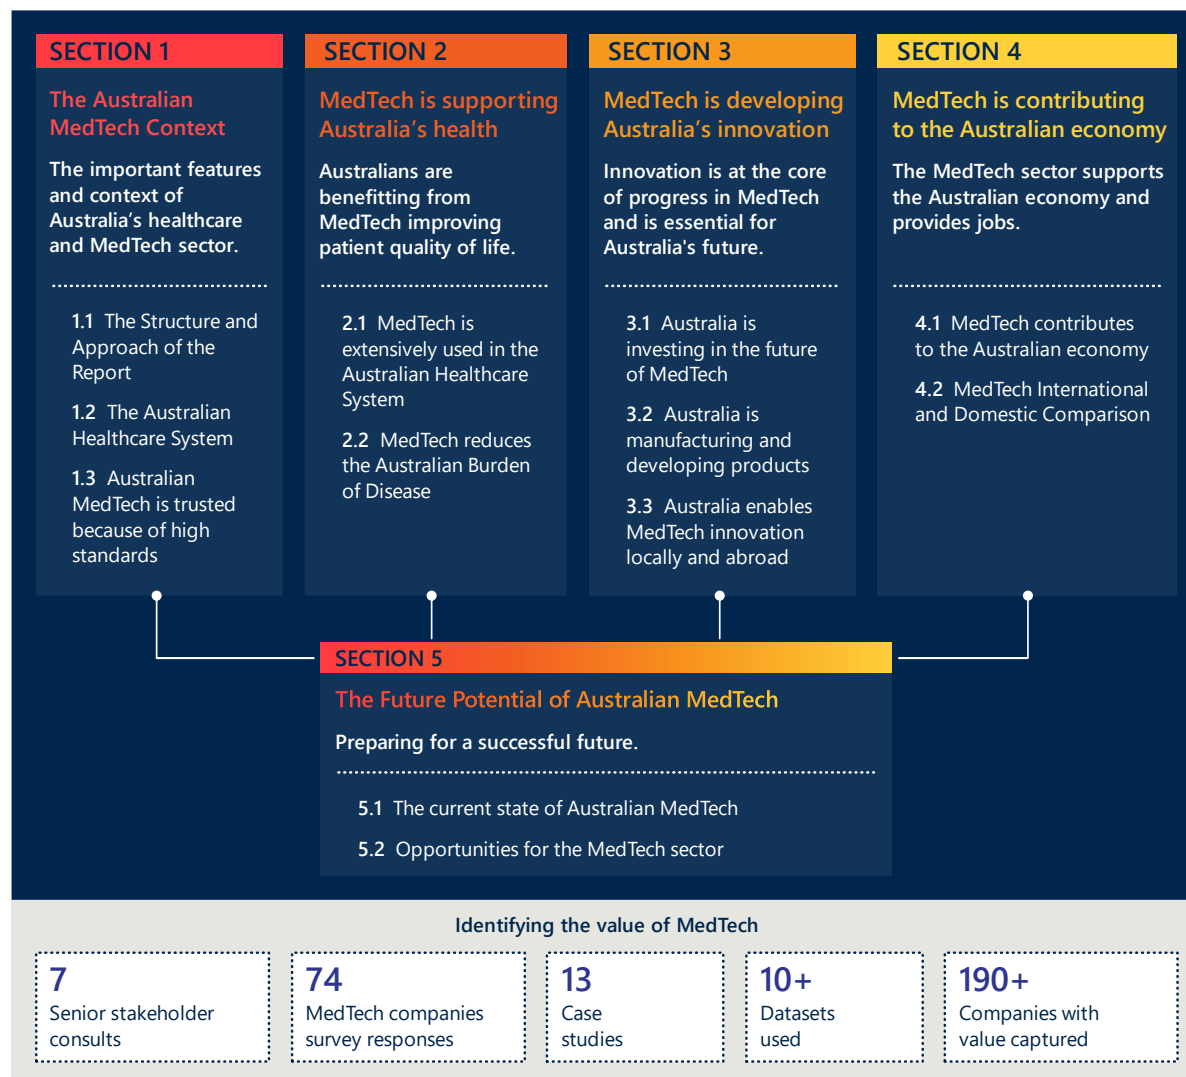 SECTION 1
The Australian
MedTech Context
The important features
and context of
Australia's healthcare
and MedTech sector.
1.1 The Structure and
Approach of the
Report
1.2 The Australian
Healthcare System
1.3 Australian
MedTech is trusted
because of high
standards
SECTION 2
MedTech is supporting
Australia's health
Australians are
benefitting from
MedTech improving
patient quality of life.
2.1 MedTech is
extensively used in the
Australian Healthcare
System
2.2 MedTech reduces
the Australian Burden
of Disease
SECTION 3
MedTech is developing
Australia's innovation
Innovation is at the core
of progress in MedTech
and is essential for
Australia's future.
3.1 Australia is
investing in the future
of MedTech
3.2 Australia is
manufacturing and
developing products
3.3 Australia enables
MedTech innovation
locally and abroad
SECTION 4
MedTech is contributing
to the Australian economy
The MedTech sector supports
the Australian economy and
provides jobs.
4.1 MedTech contributes
to the Australian economy
4.2 MedTech International
and Domestic Comparison
SECTION 5
The Future Potential of Australian MedTech
Preparing for a successful future.
5.1 The current state of Australian MedTech
5.2 Opportunities for the MedTech sector
Identifying the value of MedTech
7
Senior stakeholder
consults
74
MedTech companies
survey responses
13
Case
studies
10+
Datasets
used
190+
Companies with
value captured